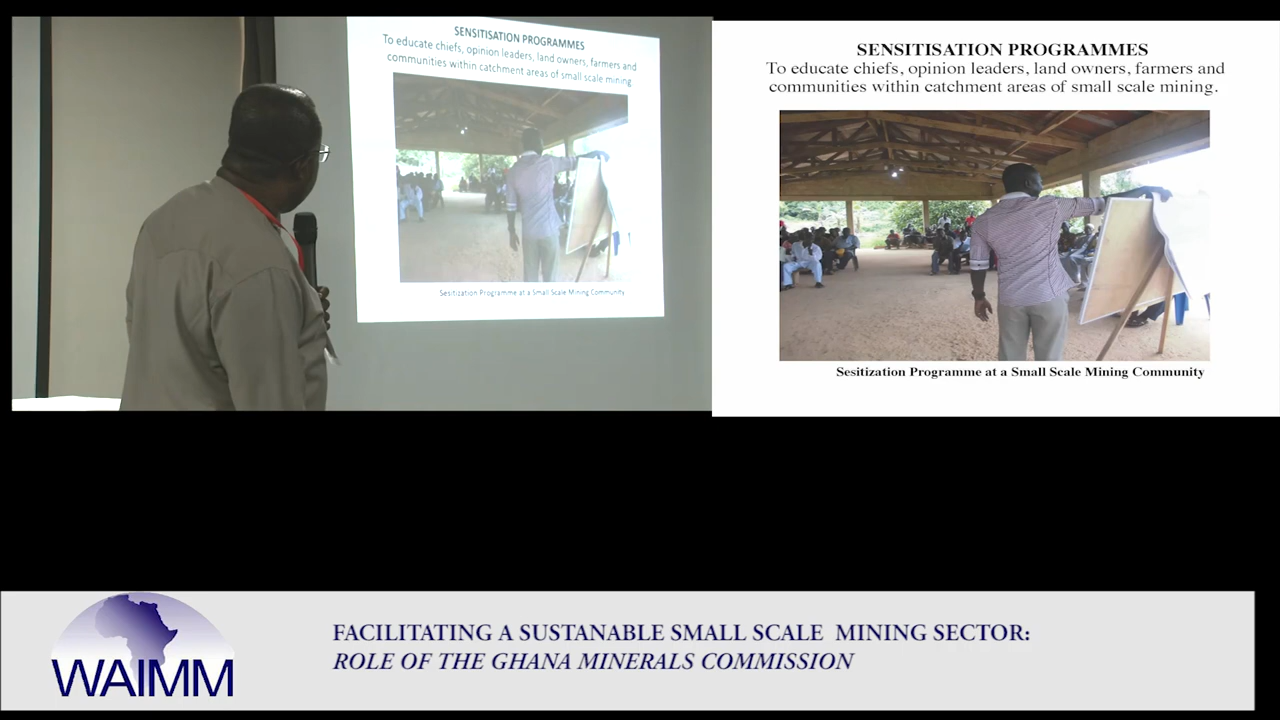 SENSITISATION PROGRAMMES
To educate chiefs, opinion leaders, land owners, farmers and
communities within catchment areas of small scale mining
Sesitization Programme at a Small Scale Mining Community
SENSITISATION PROGRAMMES
To educate chiefs, opinion leaders, land owners, farmers and
communities within catchment areas of small scale mining.
Sesitization Programme at a Small Scale Mining Community
WAIMM
FACILITATING A SUSTANABLE SMALL SCALE MINING SECTOR:
ROLE OF THE GHANA MINERALS COMMISSION